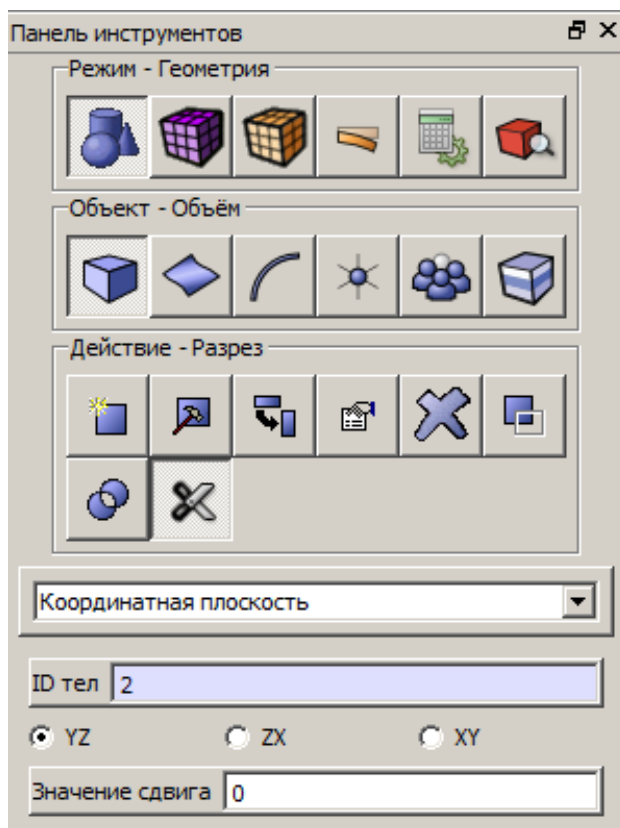 Панель инструментов
Режим - Геометрия
Объект - Объём
Действие - Разрез
Координатная плоскость
ID тел 2
YZ ZX XY
Значение сдвига 0